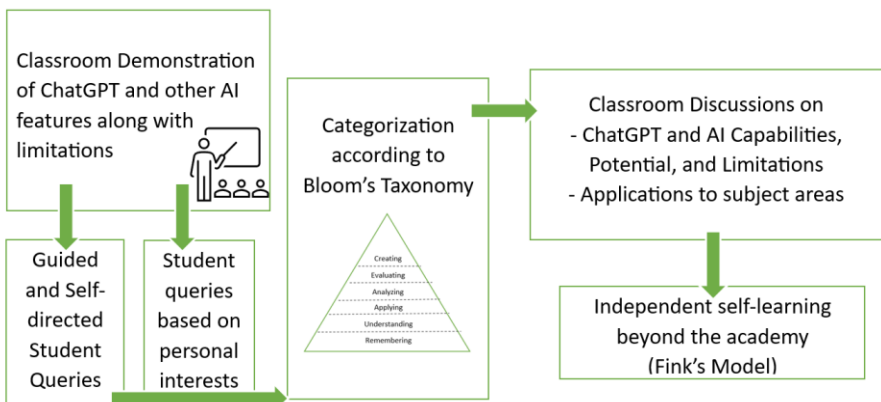 Classroom Demonstration
of ChatGPT and other AI
features along with
limitations
Guided
and Self-
directed
Student
Queries
Student
queries
based on
personal
interests
Categorization
according to
Bloom's Taxonomy
Creating
Evaluating
Analyzing
Applying
Understanding
Remembering
Classroom Discussions on
- ChatGPT and AI Capabilities,
Potential, and Limitations
- Applications to subject areas
Independent self-learning
beyond the academy
(Fink's Model)